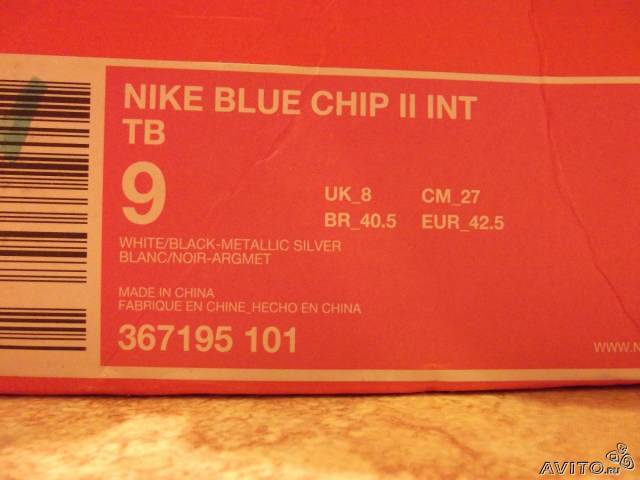 NIKE BLUE CHIP II INT
TB
9
UK_8 CM_27
BR_40.5 EUR_42.5
WHITE/BLACK-METALLIC SILVER
BLANC/NOIR-ARGMET
MADE IN CHINA
FABRIQUE EN CHINE_HECHO EN CHINA
367195 101
WWW.N
AVITO.ru